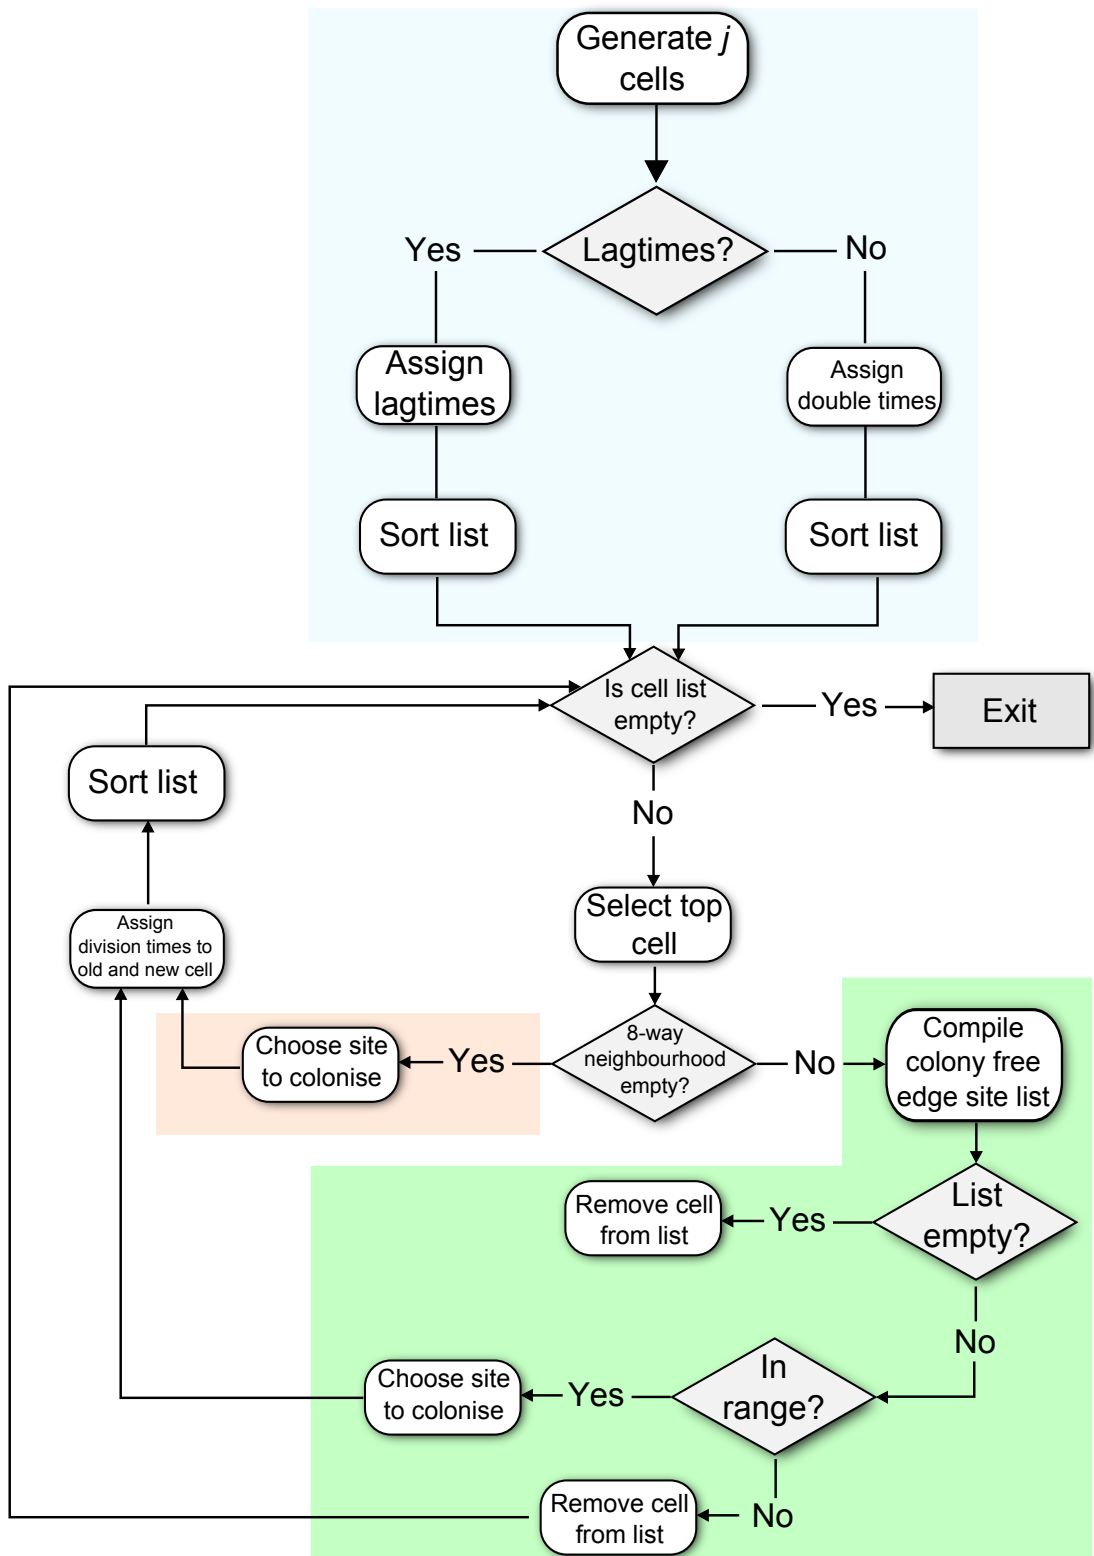 Generate j
cells
Lagtimes?
Yes
No
Assign
lagtimes
Assign
double times
Sort list
Sort list
Is cell list
empty?
Yes
Exit
Sort list
No
Select top
cell
Assign
division times to
old and new cell
8-way
neighbourhood
empty?
Yes
Choose site
to colonise
No
Compile
colony free
edge site list
List
empty?
Yes
Remove cell
from list
No
In
range?
Yes
Choose site
to colonise
No
Remove cell
from list